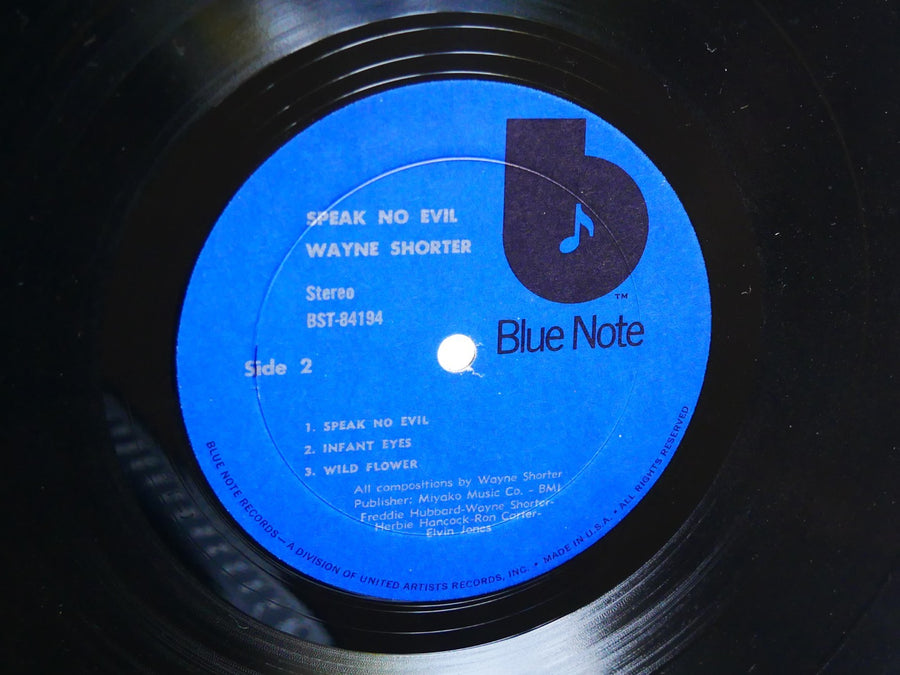 SPEAK NO EVIL
WAYNE SHORTER
Stereo
BST-84194
TM
Blue Note
Side 2
1. SPEAK NO EVIL
2. INFANT EYES
3. WILD FLOWER
All compositions by Wayne Shorter
Publisher: Miyako Music Co. - BMI
Freddie Hubbard-Wayne Shorter-
Herbie Hancock-Ron Carter-
Elvin Jones
BLUE NOTE RECORDS—A DIVISION OF UNITED ARTISTS RECORDS, INC. • MADE IN U.S.A. • ALL RIGHTS RESERVED